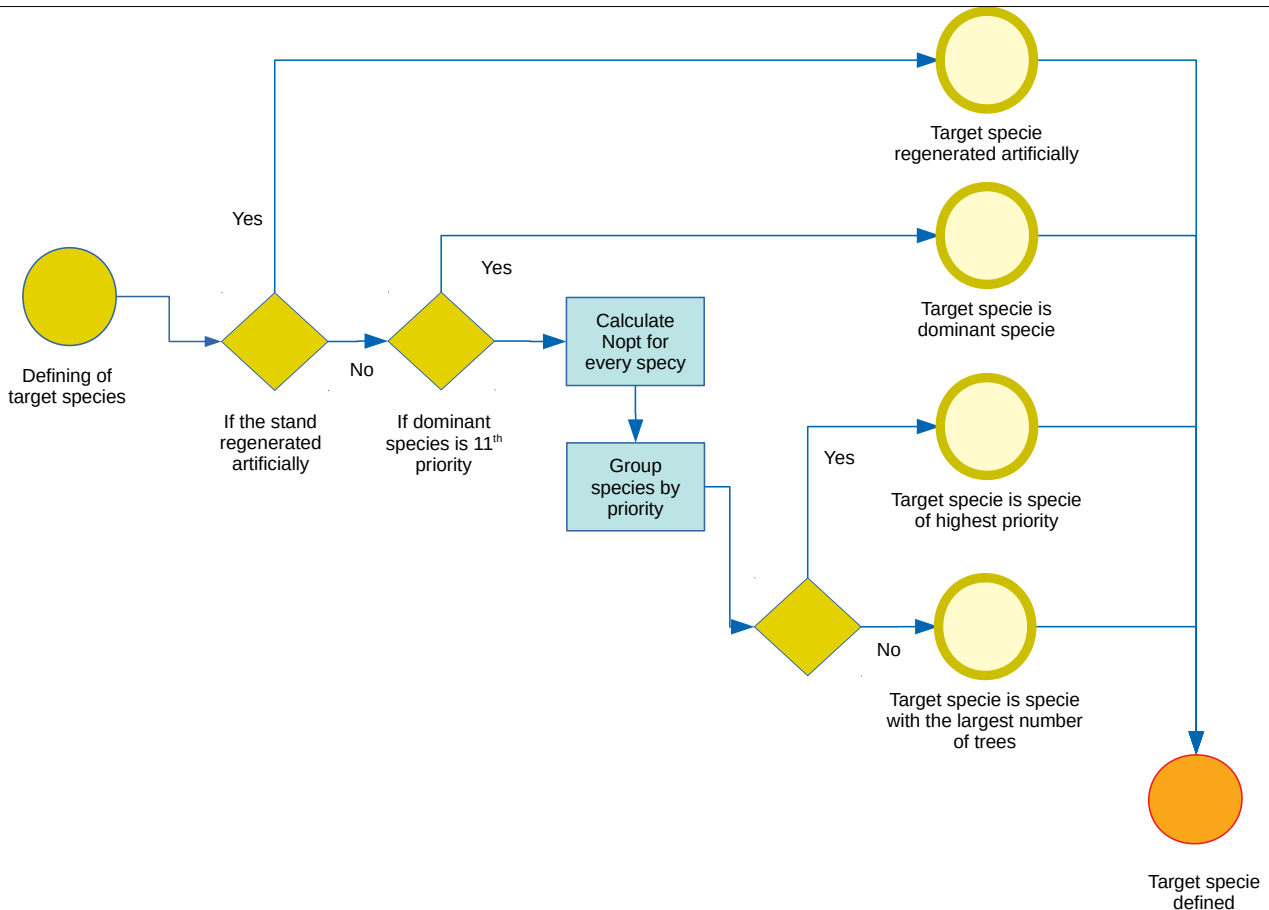 Target specie
regenerated artificially
Yes
Target specie is
dominant specie
Yes
Defining of
target species
No
If the stand
regenerated
artificially
If dominant
species is 11th
priority
Calculate
Nopt for
every specy
Group
species by
priority
Yes
Target specie is specie
of highest priority
No
Target specie is specie
with the largest number
of trees
Target specie
defined